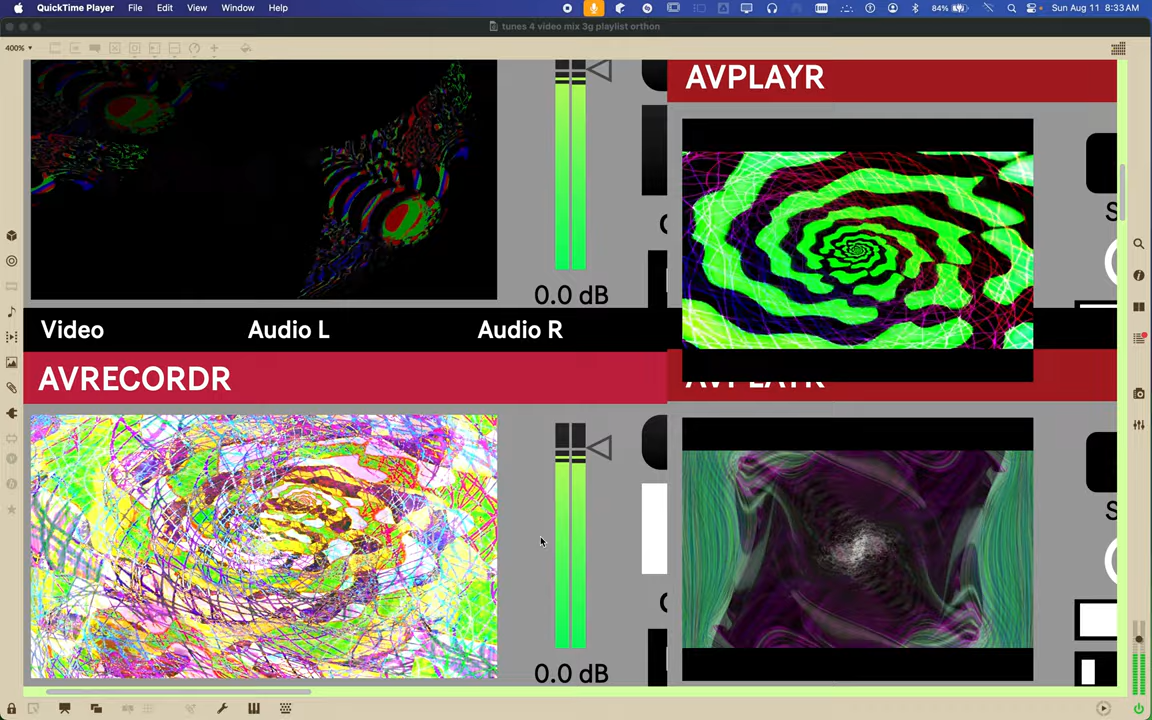 QuickTime Player File Edit View Window Help 84% Sun Aug 11 8:33 AM
tunes 4 video mix 3g playlist orthon
400%
AVPLAYR
S
0.0 dB
Video Audio L Audio R
AVRECORDR
AVPLAYR
S
0.0 dB